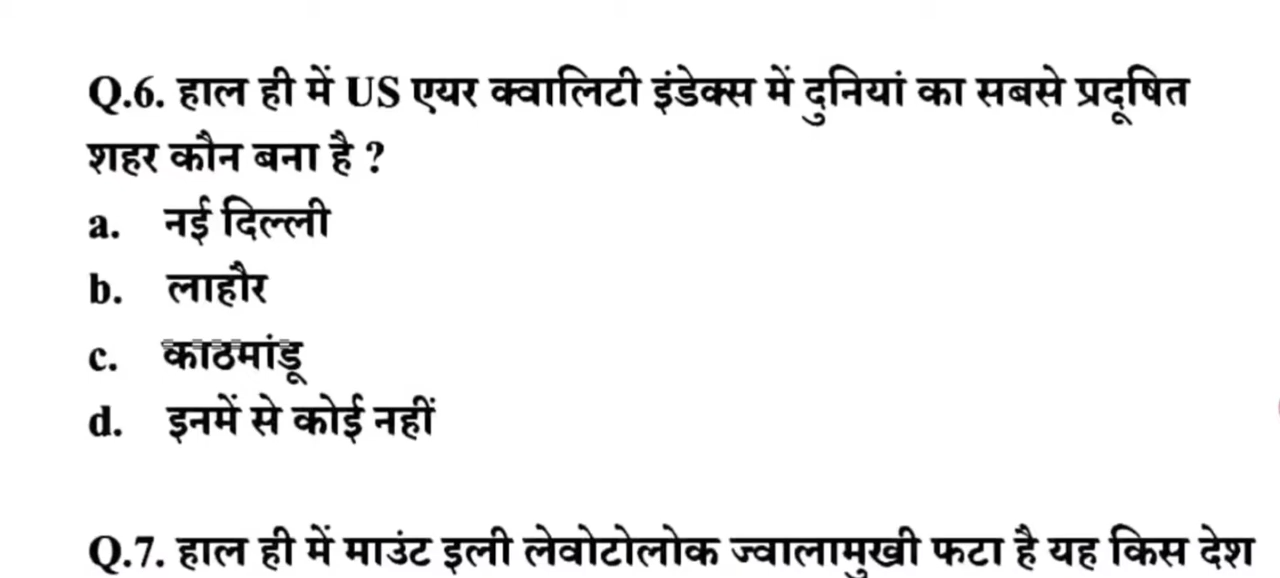 Q.6. हाल ही में US एयर क्वालिटी इंडेक्स में दुनियां का सबसे प्रदूषित
शहर कौन बना है ?
a. नई दिल्ली
b. लाहौर
c. काठमांडू
d. इनमें से कोई नहीं
Q.7. हाल ही में माउंट इली लेवोटोलोक ज्वालामुखी फटा है यह किस देश